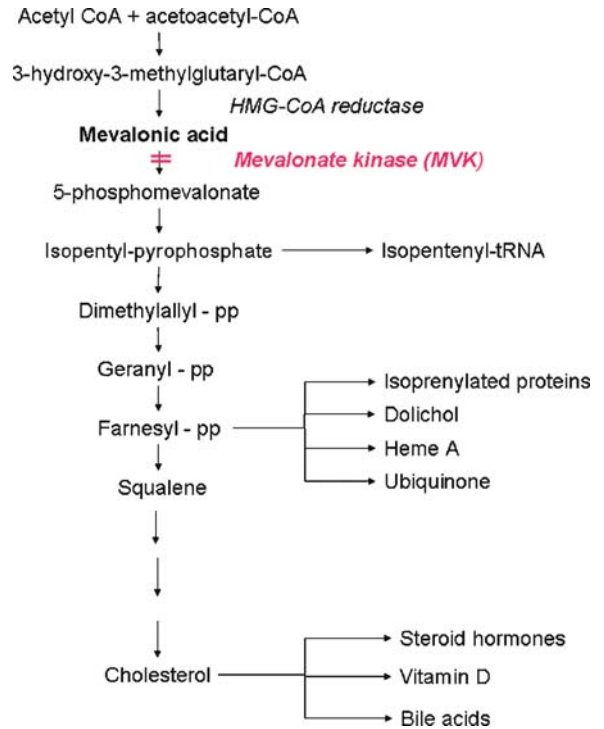 Acetyl CoA + acetoacetyl-CoA
3-hydroxy-3-methylglutaryl-CoA
HMG-CoA reductase
Mevalonic acid
Mevalonate kinase (MVK)
5-phosphomevalonate
Isopentyl-pyrophosphate
Isopentenyl-tRNA
Dimethylallyl - pp
Geranyl - pp
Farnesyl - pp
Isoprenylated proteins
Dolichol
Heme A
Ubiquinone
Squalene
Cholesterol
Steroid hormones
Vitamin D
Bile acids